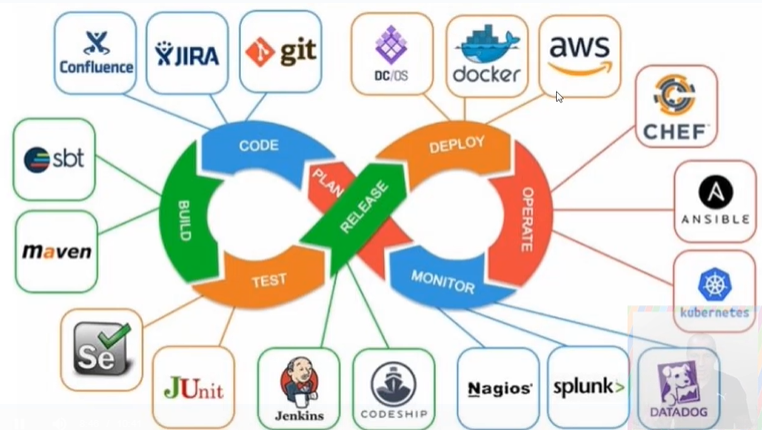 Confluence
JIRA
git
DC/OS
docker
aws
CHEF
sbt
CODE
DEPLOY
PLAN
RELEASE
BUILD
OPERATE
ANSIBLE
maven
TEST
MONITOR
kubernetes
Se
JUnit
Jenkins
CODESHIP
Nagios®
splunk>
DATADOG